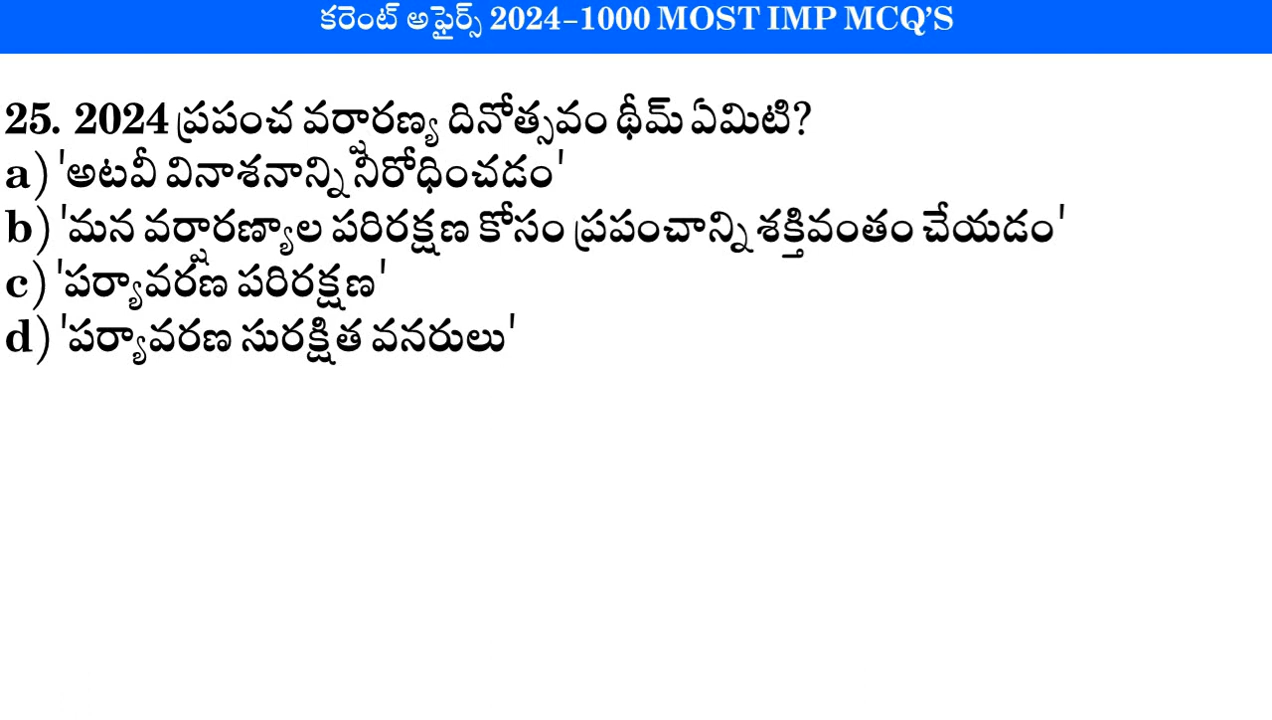 కరెంట్ అఫైర్స్ 2024-1000 MOST IMP MCQ'S
25. 2024 ప్రపంచ వర్షారణ్య దినోత్సవం థీమ్ ఏమిటి?
a) 'అటవీ వినాశనాన్ని నిరోధించడం'
b) 'మన వర్షారణ్యాల పరిరక్షణ కోసం ప్రపంచాన్ని శక్తివంతం చేయడం'
c) 'పర్యావరణ పరిరక్షణ'
d) 'పర్యావరణ సురక్షిత వనరులు'